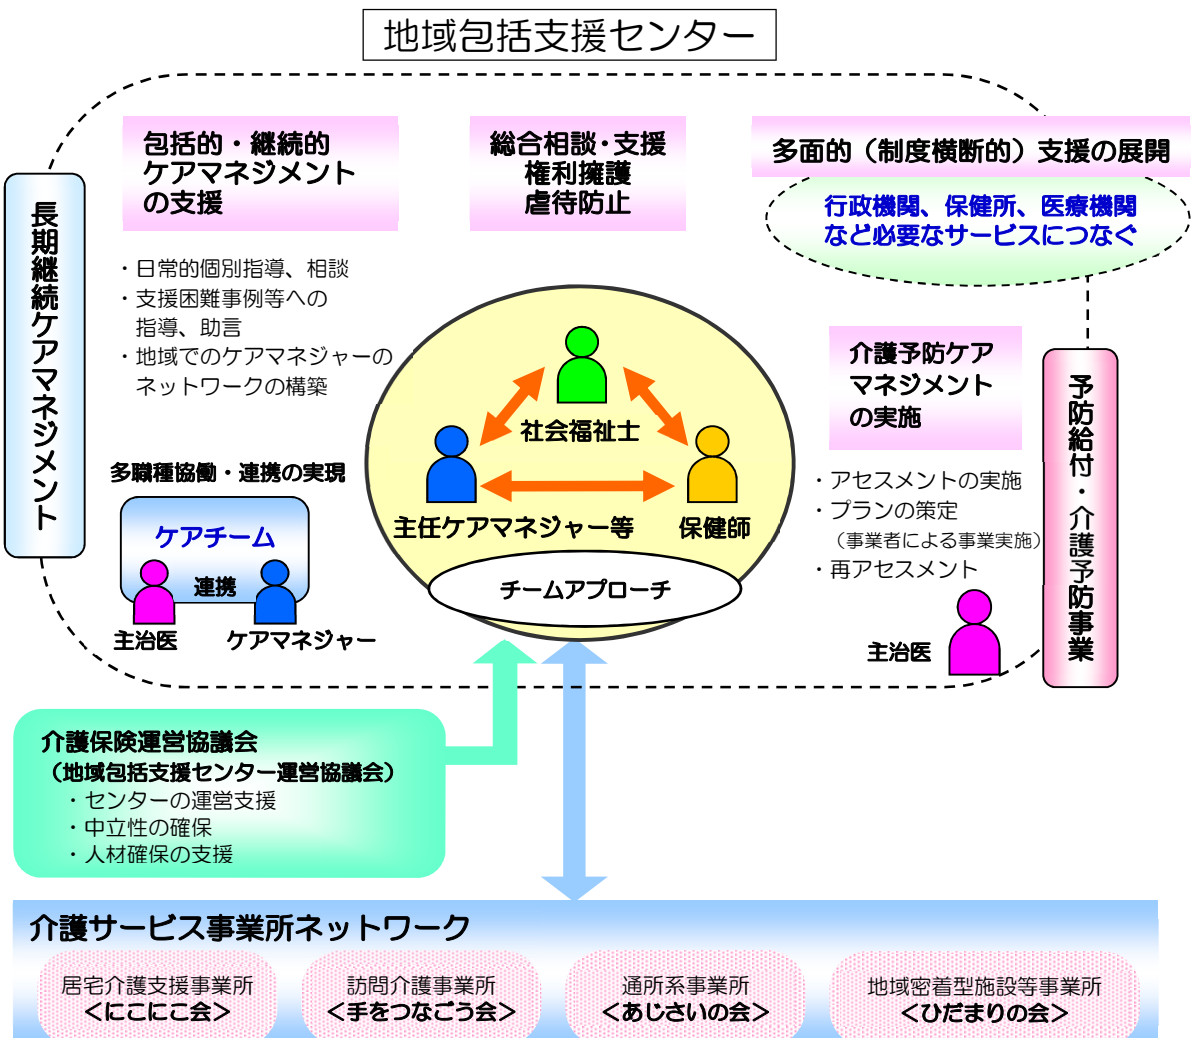 地域包括支援センター
包括的・継続的
ケアマネジメント
の支援
総合相談・支援
権利擁護
虐待防止
多面的（制度横断的）支援の展開
行政機関、保健所、医療機関
など必要なサービスにつなぐ
長期継続ケアマネジメント
・日常的個別指導、相談
・支援困難事例等への
指導、助言
・地域でのケアマネジャーの
ネットワークの構築
多職種協働・連携の実現
ケアチーム
連携
主治医
ケアマネジャー
社会福祉士
主任ケアマネジャー等
保健師
チームアプローチ
介護予防ケア
マネジメント
の実施
・アセスメントの実施
・プランの策定
（事業者による事業実施）
・再アセスメント
主治医
予防給付・介護予防事業
介護保険運営協議会
（地域包括支援センター運営協議会）
・センターの運営支援
・中立性の確保
・人材確保の支援
介護サービス事業所ネットワーク
居宅介護支援事業所
＜にこにこ会＞
訪問介護事業所
＜手をつなごう会＞
通所系事業所
＜あじさいの会＞
地域密着型施設等事業所
＜ひだまりの会＞